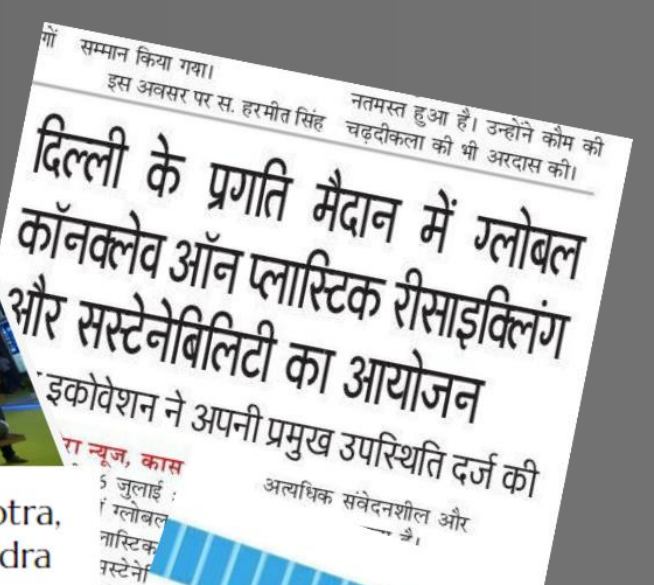 सम्मान किया गया।
इस अवसर पर स. हरमीत सिंह
नतमस्त हुआ है। उन्होंने कौम की
चढ़दीकला की भी अरदास की।
दिल्ली के प्रगति मैदान में ग्लोबल
कॉनक्लेव ऑन प्लास्टिक रीसाइक्लिंग
और सस्टेनेबिलिटी का आयोजन
इकोवेशन ने अपनी प्रमुख उपस्थिति दर्ज की
न्यूज, कास
5 जुलाई :
ग्लोबल
अत्यधिक संवेदनशील और
है।
otra,
dra